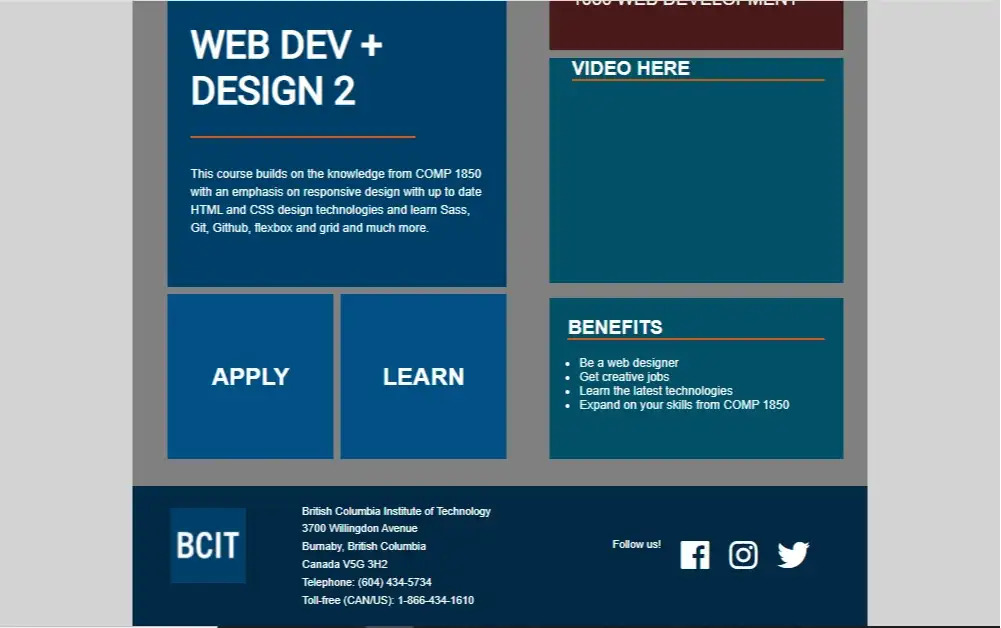 WEB DEV +
DESIGN 2
This course builds on the knowledge from COMP 1850
with an emphasis on responsive design with up to date
HTML and CSS design technologies and learn Sass,
Git, Github, flexbox and grid and much more.
APPLY
LEARN
WEB DEVELOPMENT
VIDEO HERE
BENEFITS
Be a web designer
Get creative jobs
Learn the latest technologies
Expand on your skills from COMP 1850
BCIT
British Columbia Institute of Technology
3700 Willingdon Avenue
Burnaby, British Columbia
Canada V5G 3H2
Telephone: (604) 434-5734
Toll-free (CAN/US): 1-866-434-1610
Follow us!